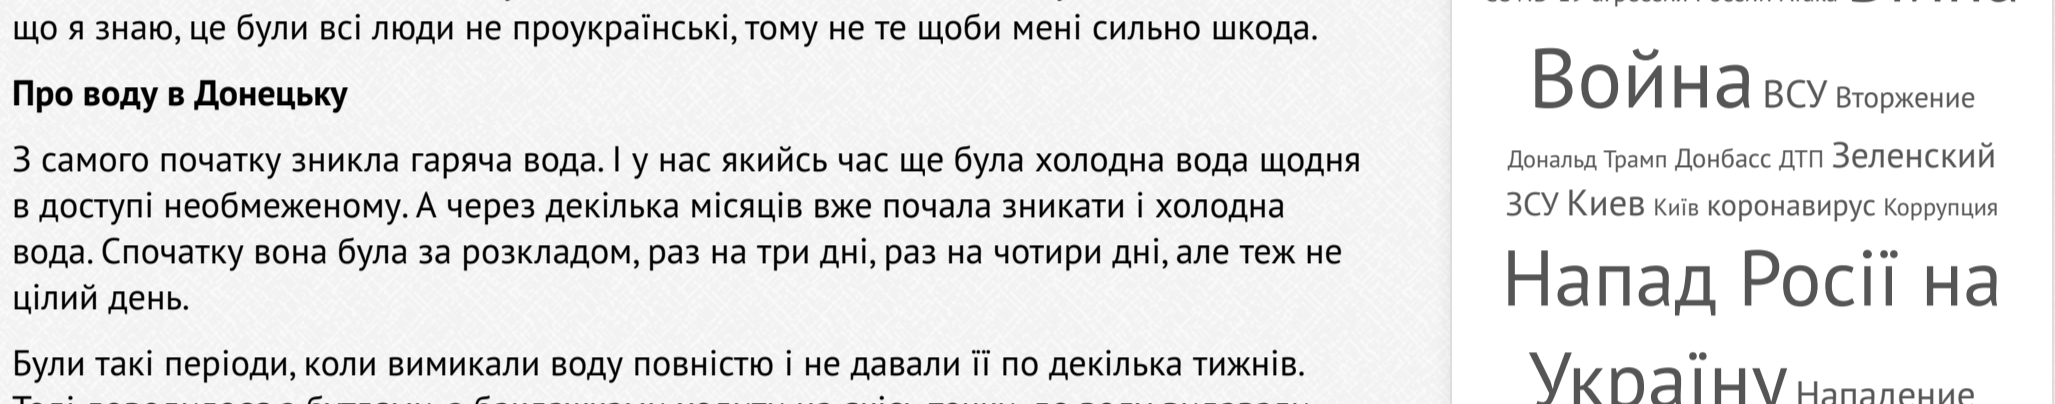 що я знаю, це були всі люди не проукраїнські, тому не те щоби мені сильно шкода.
Про воду в Донецьку
З самого початку зникла гаряча вода. І у нас якийсь час ще була холодна вода щодня
в доступі необмеженому. А через декілька місяців вже почала зникати і холодна
вода. Спочатку вона була за розкладом, раз на три дні, раз на чотири дні, але теж не
цілий день.
Були такі періоди, коли вимикали воду повністю і не давали її по декілька тижнів.
Война ВСУ Вторжение
Дональд Трамп Донбасс ДТП Зеленский
ЗСУ Киев Київ коронавирус Коррупция
Напад Росії на
Україну Нападение